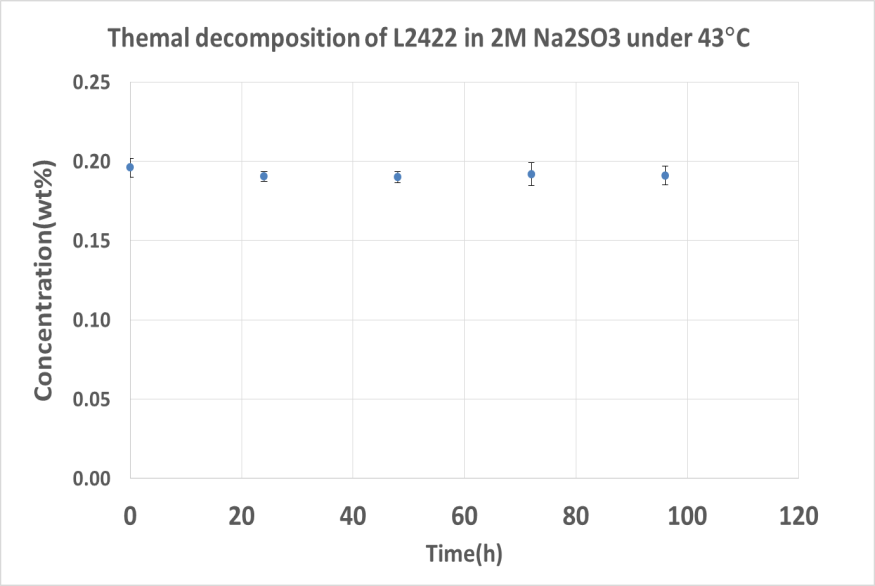 Themal decomposition of L2422 in 2M Na2SO3 under 43°C
0.25
0.20
0.15
0.10
0.05
0.00
Concentration(wt%)
0 20 40 60 80 100 120
Time(h)